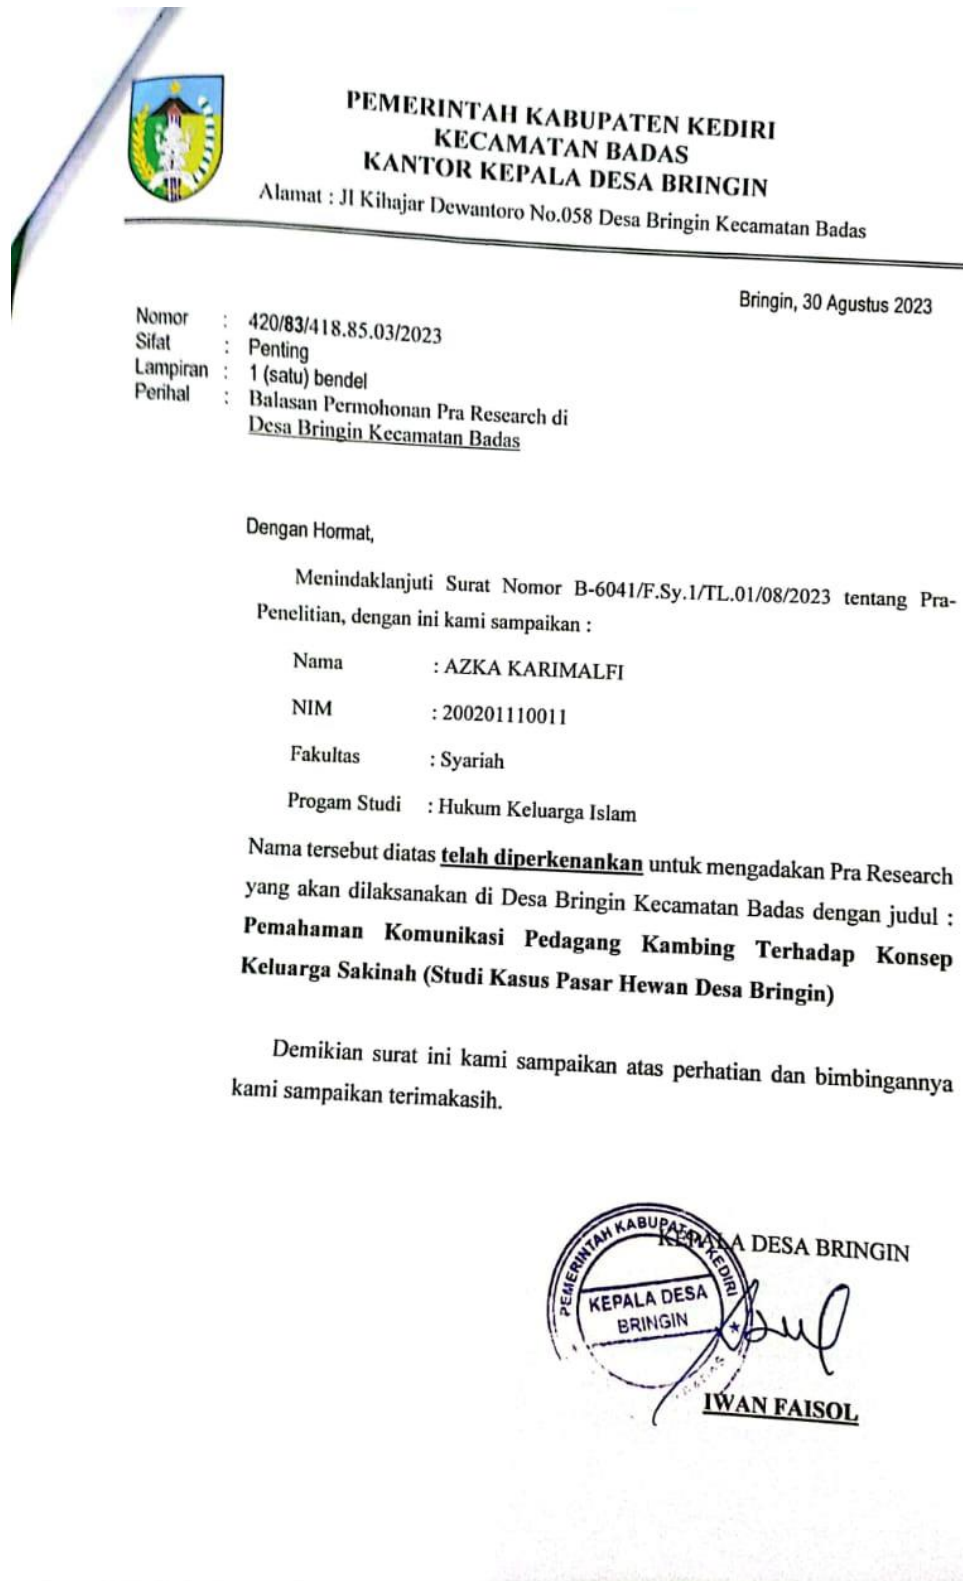 PEMERINTAH KABUPATEN KEDIRI
KECAMATAN BADAS
KANTOR KEPALA DESA BRINGIN
Alamat : Jl Kihajar Dewantoro No.058 Desa Bringin Kecamatan Badas
Bringin, 30 Agustus 2023
Nomor : 420/83/418.85.03/2023
Sifat : Penting
Lampiran : 1 (satu) bendel
Perihal : Balasan Permohonan Pra Research di
Desa Bringin Kecamatan Badas
Dengan Hormat,
Menindaklanjuti Surat Nomor B-6041/F.Sy.1/TL.01/08/2023 tentang Pra-
Penelitian, dengan ini kami sampaikan :
Nama : AZKA KARIMALFI
NIM : 200201110011
Fakultas : Syariah
Progam Studi : Hukum Keluarga Islam
Nama tersebut diatas telah diperkenankan untuk mengadakan Pra Research
yang akan dilaksanakan di Desa Bringin Kecamatan Badas dengan judul :
Pemahaman Komunikasi Pedagang Kambing Terhadap Konsep
Keluarga Sakinah (Studi Kasus Pasar Hewan Desa Bringin)
Demikian surat ini kami sampaikan atas perhatian dan bimbingannya
kami sampaikan terimakasih.
KEPALA DESA BRINGIN
PEMERINTAH KABUPATEN KEDIRI
KEPALA DESA
BRINGIN
BADAS
IWAN FAISOL